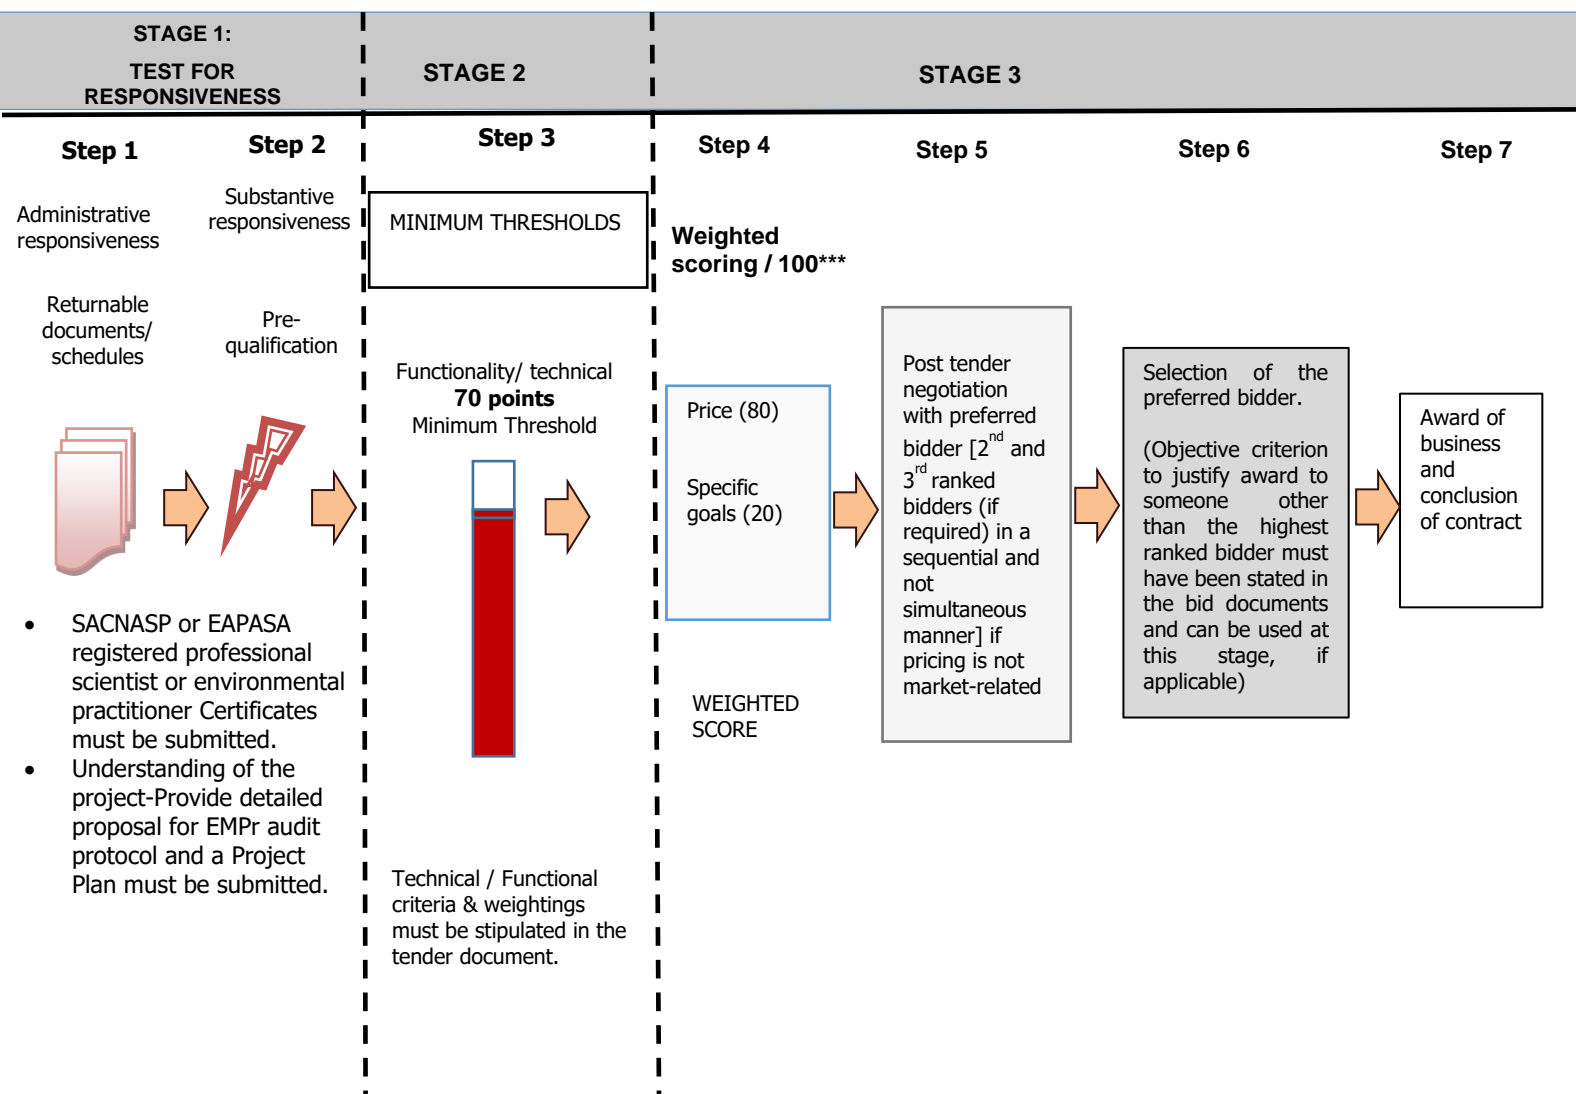 STAGE 1:
TEST FOR
RESPONSIVENESS
STAGE 2
STAGE 3
Step 1
Step 2
Step 3
Step 4
Step 5
Step 6
Step 7
Administrative
responsiveness
Returnable
documents/
schedules
Substantive
responsiveness
Pre-
qualification
• SACNASP or EAPASA
registered professional
scientist or environmental
practitioner Certificates
must be submitted.
• Understanding of the
project-Provide detailed
proposal for EMPr audit
protocol and a Project
Plan must be submitted.
MINIMUM THRESHOLDS
Functionality/ technical
70 points
Minimum Threshold
Technical / Functional
criteria & weightings
must be stipulated in the
tender document.
Weighted
scoring / 100***
Price (80)
Specific
goals (20)
WEIGHTED
SCORE
Post tender
negotiation
with preferred
bidder [2nd and
3rd ranked
bidders (if
required) in a
sequential and
not
simultaneous
manner] if
pricing is not
market-related
Selection of the
preferred bidder.
(Objective criterion
to justify award to
someone other
than the highest
ranked bidder must
have been stated in
the bid documents
and can be used at
this stage, if
applicable)
Award of
business
and
conclusion
of contract